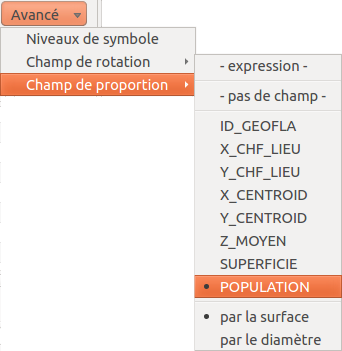 Avancé
Niveaux de symbole
Champ de rotation
Champ de proportion
- expression -
- pas de champ -
ID_GEOFLA
X_CHF_LIEU
Y_CHF_LIEU
X_CENTROID
Y_CENTROID
Z_MOYEN
SUPERFICIE
POPULATION
par la surface
par le diamètre